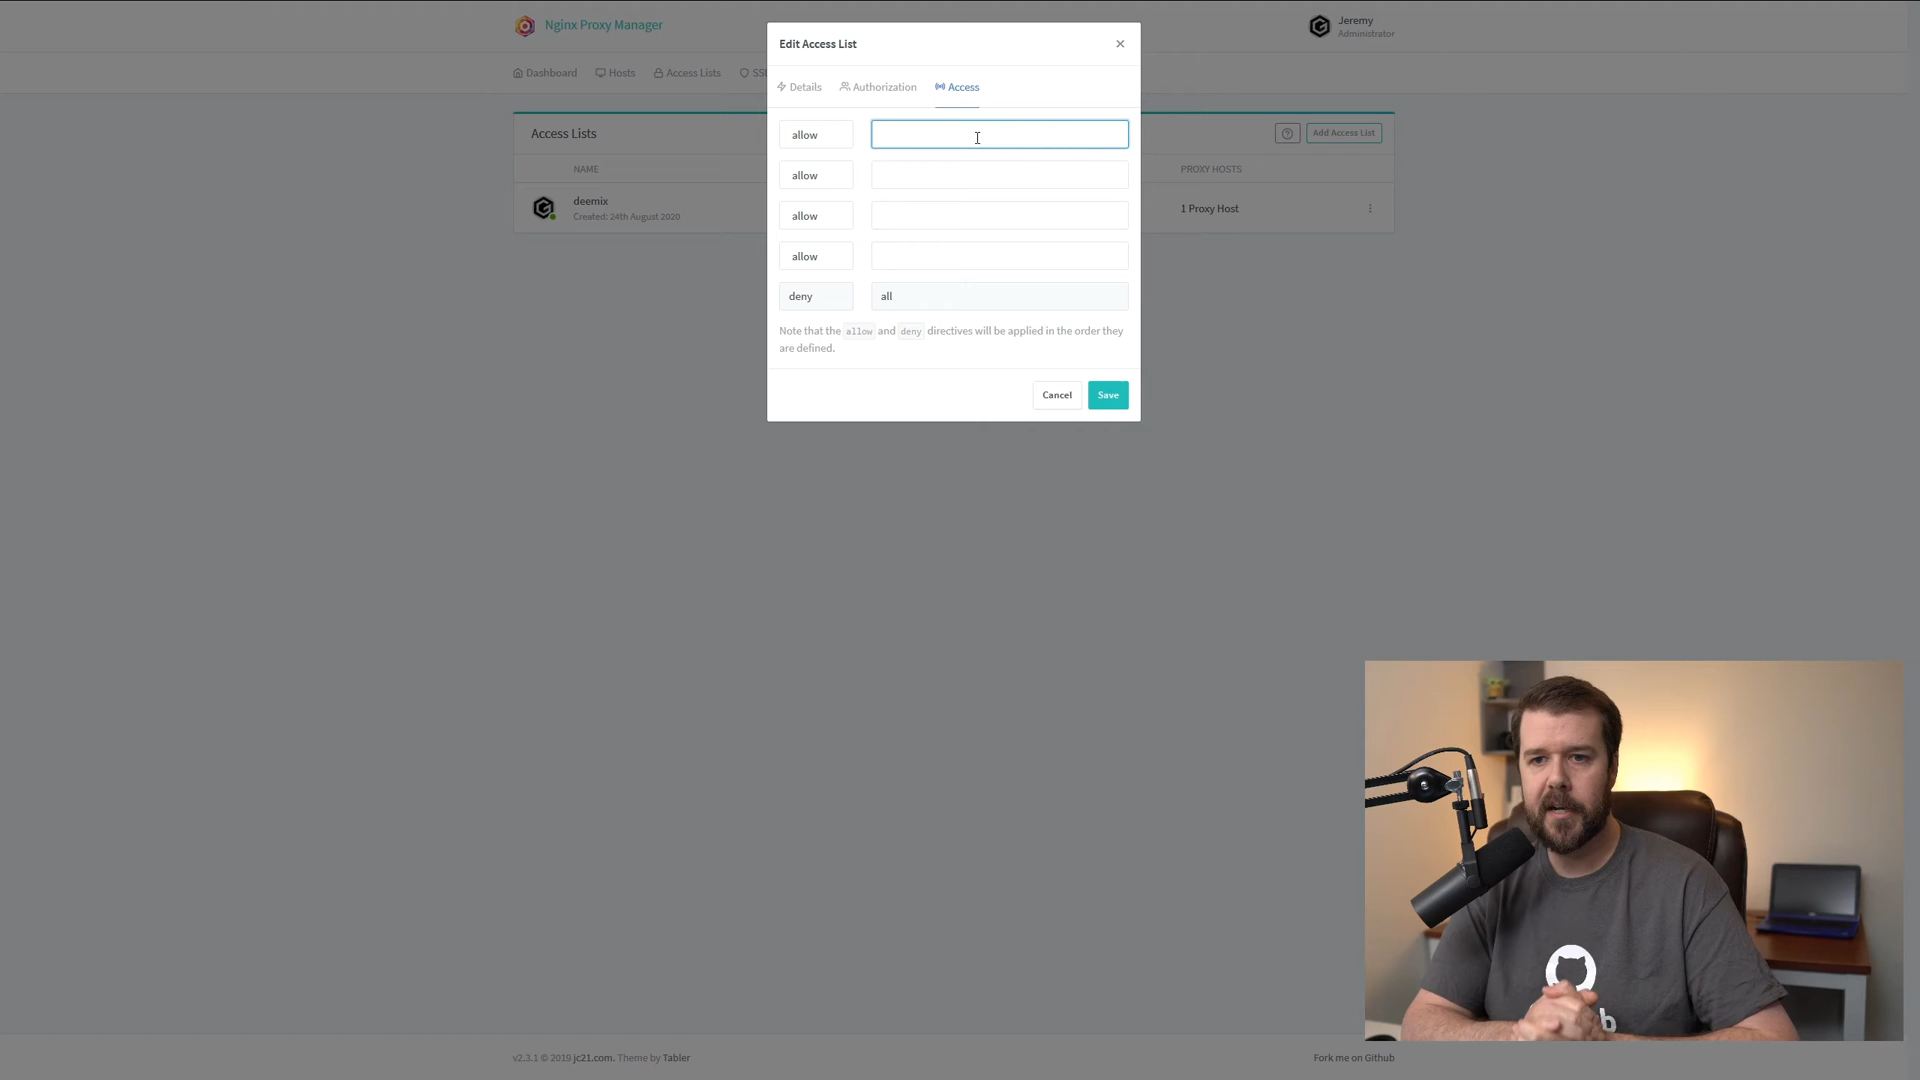 Nginx Proxy Manager
Jeremy
Administrator
Dashboard
Hosts
Access Lists
Edit Access List
Details
Authorization
Access
Access Lists
Add Access List
NAME
PROXY HOSTS
deemix
Created: 24th August 2020
1 Proxy Host
allow
allow
allow
allow
deny
all
Note that the allow and deny directives will be applied in the order they
are defined.
Cancel
Save
v2.3.1 © 2019 jc21.com. Theme by Tabler
Fork me on Github